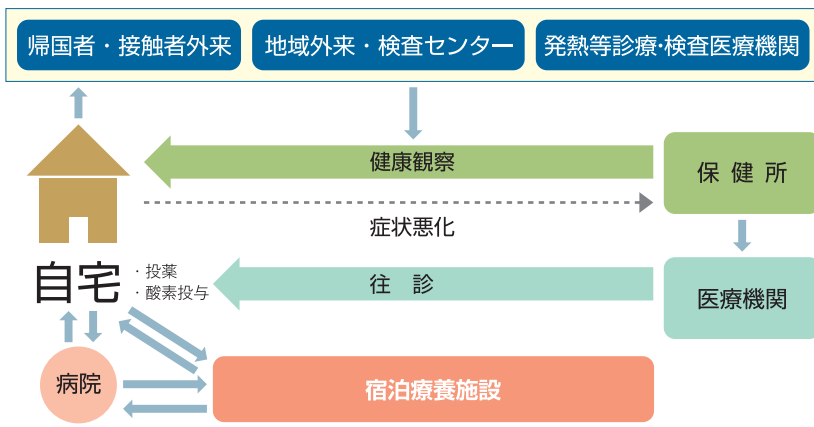 帰国者・接触者外来
地域外来・検査センター
発熱等診療・検査医療機関
健康観察
保健所
症状悪化
自宅
・投薬
・酸素投与
往　診
医療機関
病院
宿泊療養施設